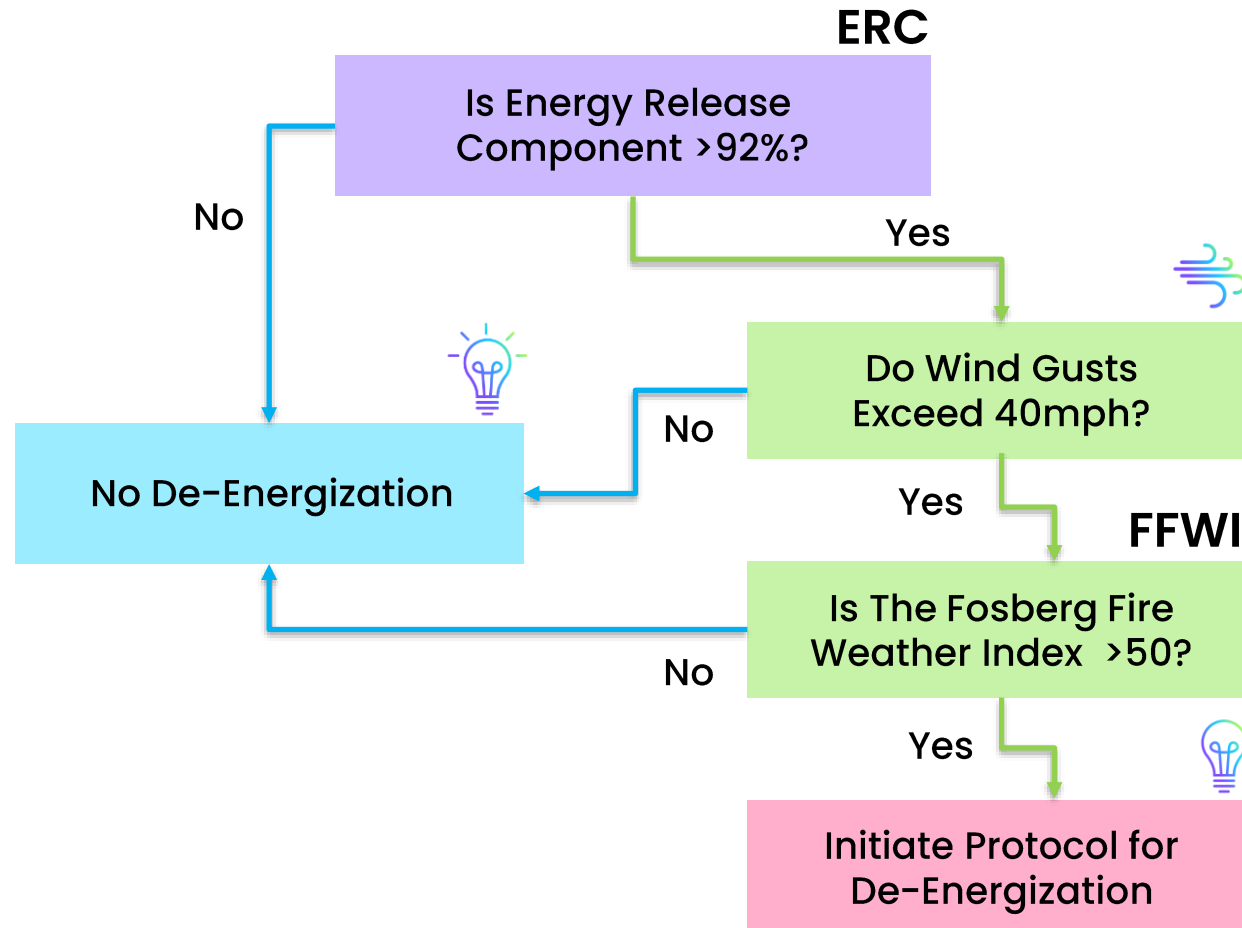 ERC
Is Energy Release
Component >92%?
No
Yes
Do Wind Gusts
Exceed 40mph?
No
No De-Energization
Yes
FFWI
Is The Fosberg Fire
Weather Index >50?
No
Yes
Initiate Protocol for
De-Energization